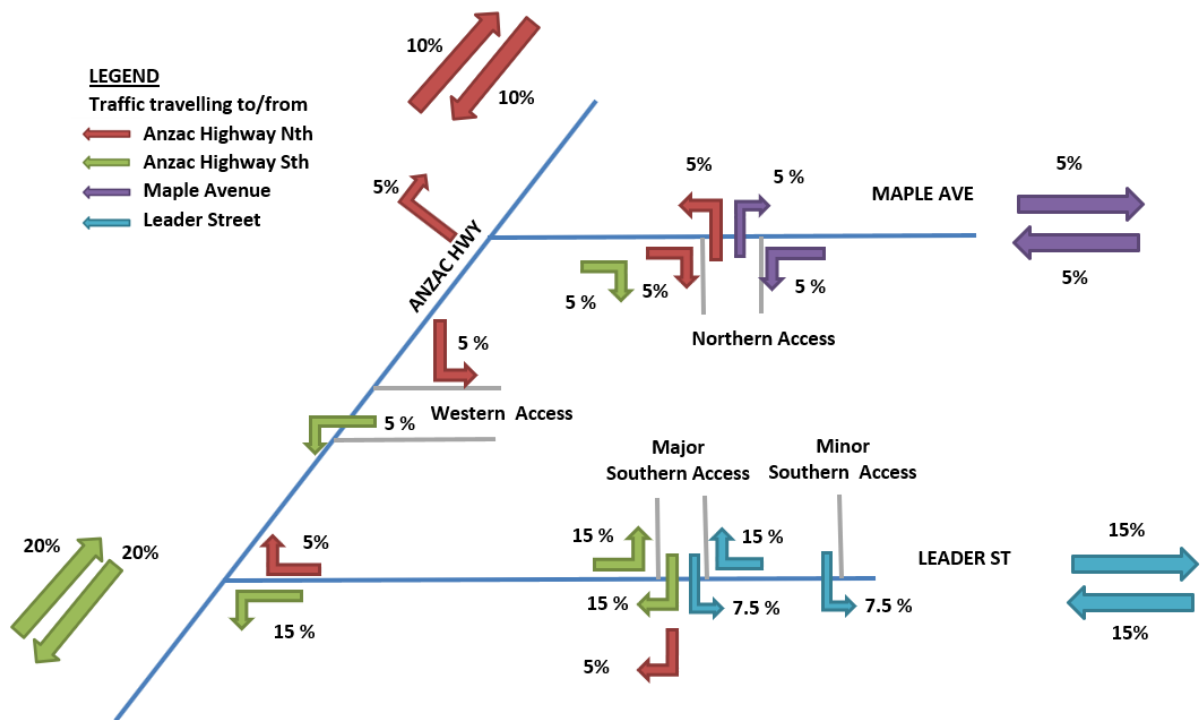 10%
10%
LEGEND
Traffic travelling to/from
Anzac Highway Nth
Anzac Highway Sth
Maple Avenue
Leader Street
5%
5%
5 %
MAPLE AVE
5%
5%
ANZAC HWY
5 %
5%
5 %
Northern Access
5 %
Western Access
5 %
Major
Southern Access
Minor
Southern Access
20%
20%
5%
15 %
15 %
15 %
15 %
7.5 %
7.5 %
5%
LEADER ST
15%
15%